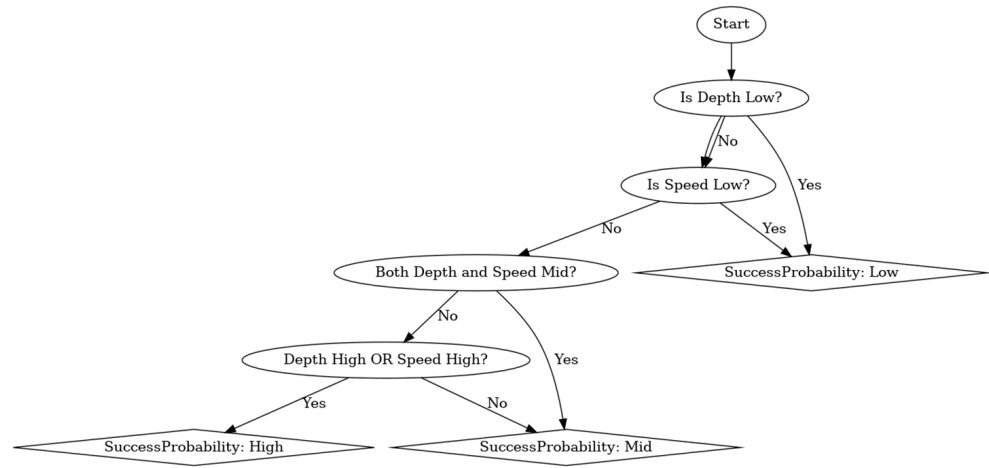 Start
Is Depth Low?
No
Is Speed Low?
Yes
No
Yes
Both Depth and Speed Mid?
SuccessProbability: Low
No
Depth High OR Speed High?
Yes
Yes
No
SuccessProbability: High
SuccessProbability: Mid